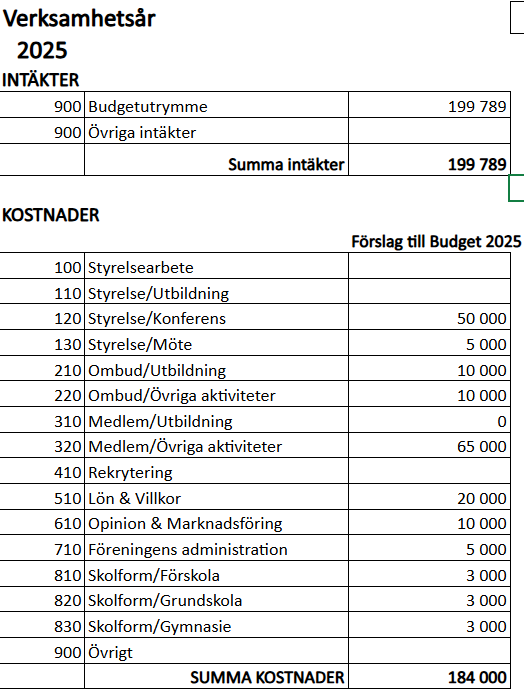 Verksamhetsår
2025
INTÄKTER
900 Budgetutrymme 199 789
900 Övriga intäkter
Summa intäkter 199 789
KOSTNADER
Förslag till Budget 2025
100 Styrelsearbete
110 Styrelse/Utbildning
120 Styrelse/Konferens 50 000
130 Styrelse/Möte 5 000
210 Ombud/Utbildning 10 000
220 Ombud/Övriga aktiviteter 10 000
310 Medlem/Utbildning 0
320 Medlem/Övriga aktiviteter 65 000
410 Rekrytering
510 Lön & Villkor 20 000
610 Opinion & Marknadsföring 10 000
710 Föreningens administration 5 000
810 Skolform/Förskola 3 000
820 Skolform/Grundskola 3 000
830 Skolform/Gymnasie 3 000
900 Övrigt
SUMMA KOSTNADER 184 000